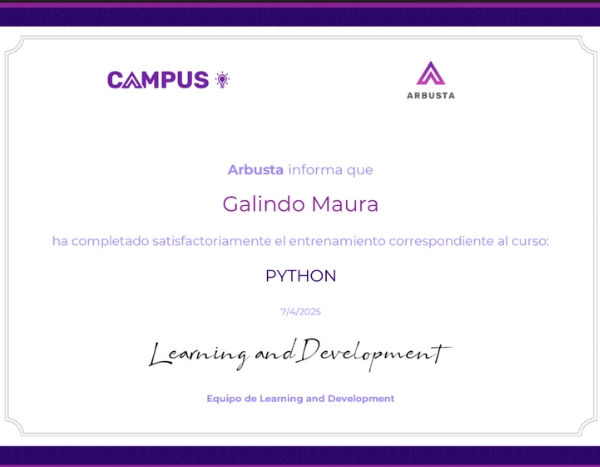 CAMPUS
ARBUSTA
Arbusta informa que
Galindo Maura
ha completado satisfactoriamente el entrenamiento correspondiente al curso:
PYTHON
7/4/2025
Learning and Development
Equipo de Learning and Development